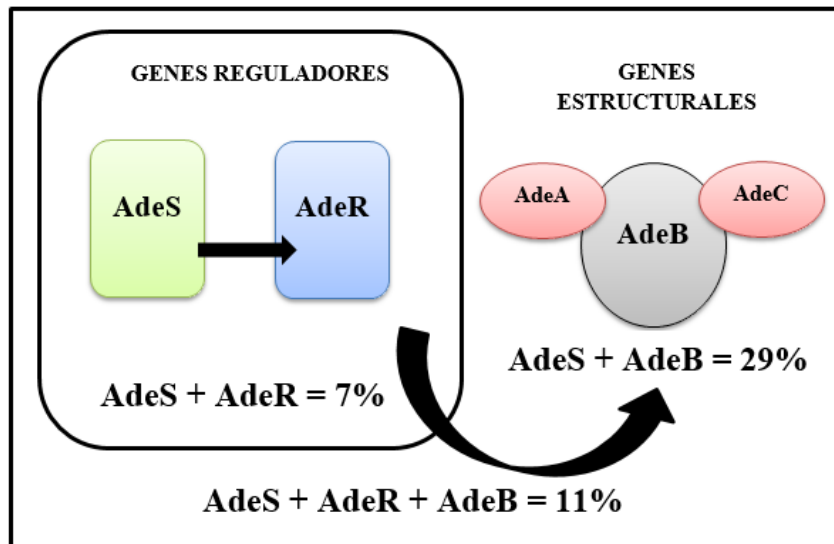 GENES REGULADORES
AdeS
AdeR
AdeS + AdeR = 7%
GENES
ESTRUCTURALES
AdeA
AdeC
AdeB
AdeS + AdeB = 29%
AdeS + AdeR + AdeB = 11%